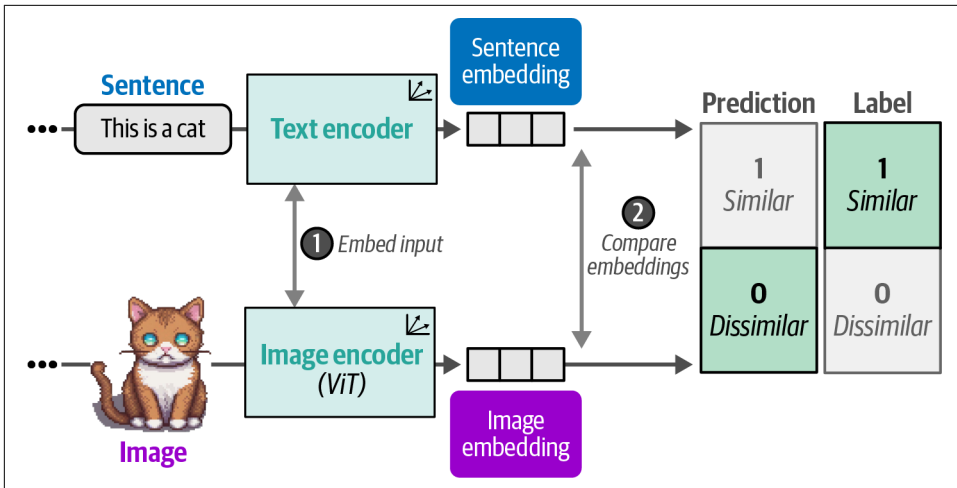 Sentence
embedding
Sentence
Prediction
Label
••• This is a cat
Text encoder
1
Similar
1
Similar
1 Embed input
2
Compare
embeddings
0
Dissimilar
0
Dissimilar
•••
Image encoder
(ViT)
Image
Image
embedding